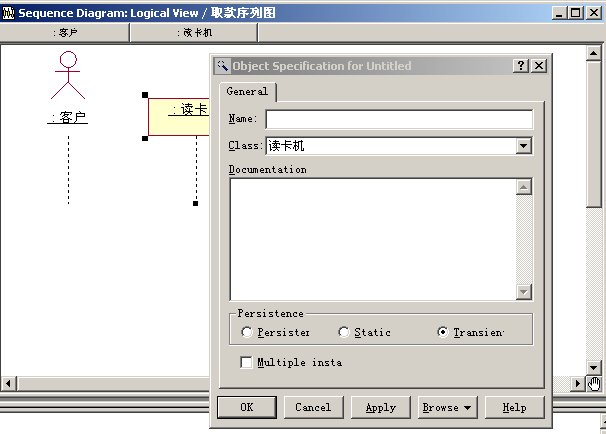 Sequence Diagram: Logical View / 取款序列图
: 客户
: 读卡机
: 客户
: 读卡
Object Specification for Untitled
General
Name:
Class: 读卡机
Documentation
Persistence
Persister
Static
Transien
Multiple insta
OK
Cancel
Apply
Browse
Help